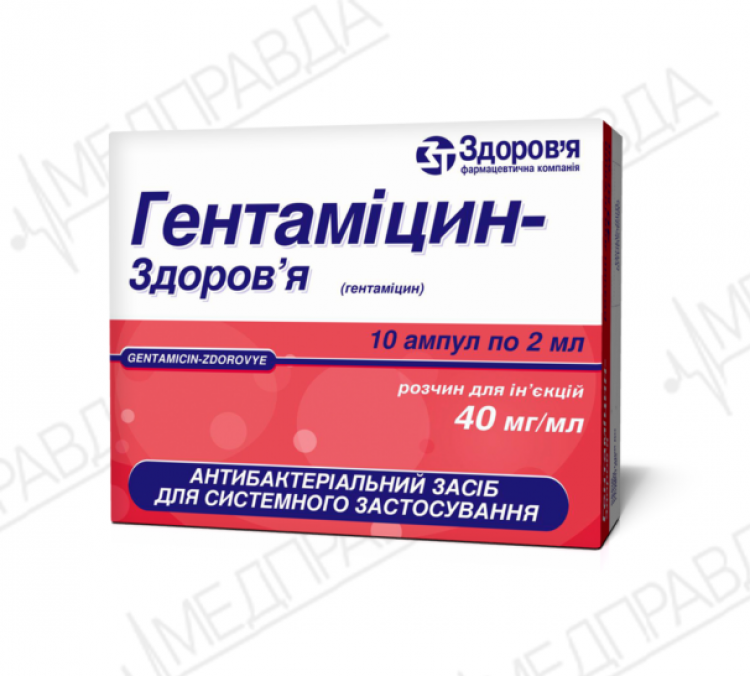 МЕДПРАВДА
Здоров'я
фармацевтична компанія
Гентаміцин-
Здоров'я
(гентаміцин)
10 ампул по 2 мл
GENTAMICIN-ZDOROVYE
розчин для ін'єкцій
40 мг/мл
АНТИБАКТЕРІАЛЬНИЙ ЗАСІБ
ДЛЯ СИСТЕМНОГО ЗАСТОСУВАННЯ
МЕДПРАВДА